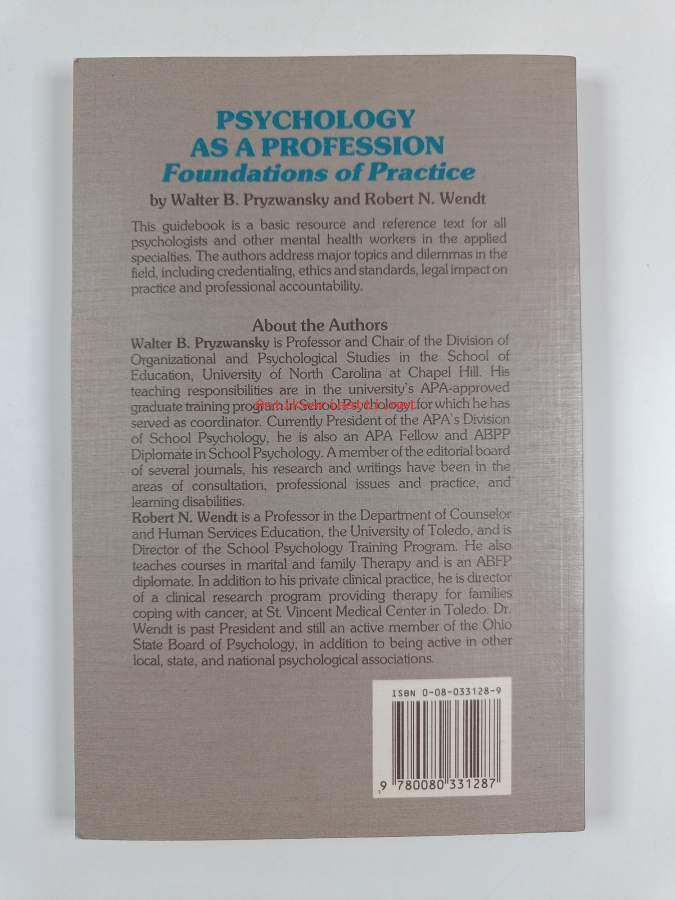 PSYCHOLOGY
AS A PROFESSION
Foundations of Practice
by Walter B. Pryzwansky and Robert N. Wendt
This guidebook is a basic resource and reference text for all
psychologists and other mental health workers in the applied
specialties. The authors address major topics and dilemmas in the
field, including credentialing, ethics and standards, legal impact on
practice and professional accountability.
About the Authors
Walter B. Pryzwansky is Professor and Chair of the Division of
Organizational and Psychological Studies in the School of
Education, University of North Carolina at Chapel Hill. His
teaching responsibilities are in the university's APA-approved
graduate training program in School Psychology, for which he has
served as coordinator. Currently President of the APA's Division
of School Psychology, he is also an APA Fellow and ABPP
Diplomate in School Psychology. A member of the editorial board
of several journals, his research and writings have been in the
areas of consultation, professional issues and practice, and
learning disabilities.
Robert N. Wendt is a Professor in the Department of Counselor
and Human Services Education, the University of Toledo, and is
Director of the School Psychology Training Program. He also
teaches courses in marital and family Therapy and is an ABFP
diplomate. In addition to his private clinical practice, he is director
of a clinical research program providing therapy for families
coping with cancer, at St. Vincent Medical Center in Toledo. Dr.
Wendt is past President and still an active member of the Ohio
State Board of Psychology, in addition to being active in other
local, state, and national psychological associations.
ISBN 0-08-033128-9
9 780080 331287